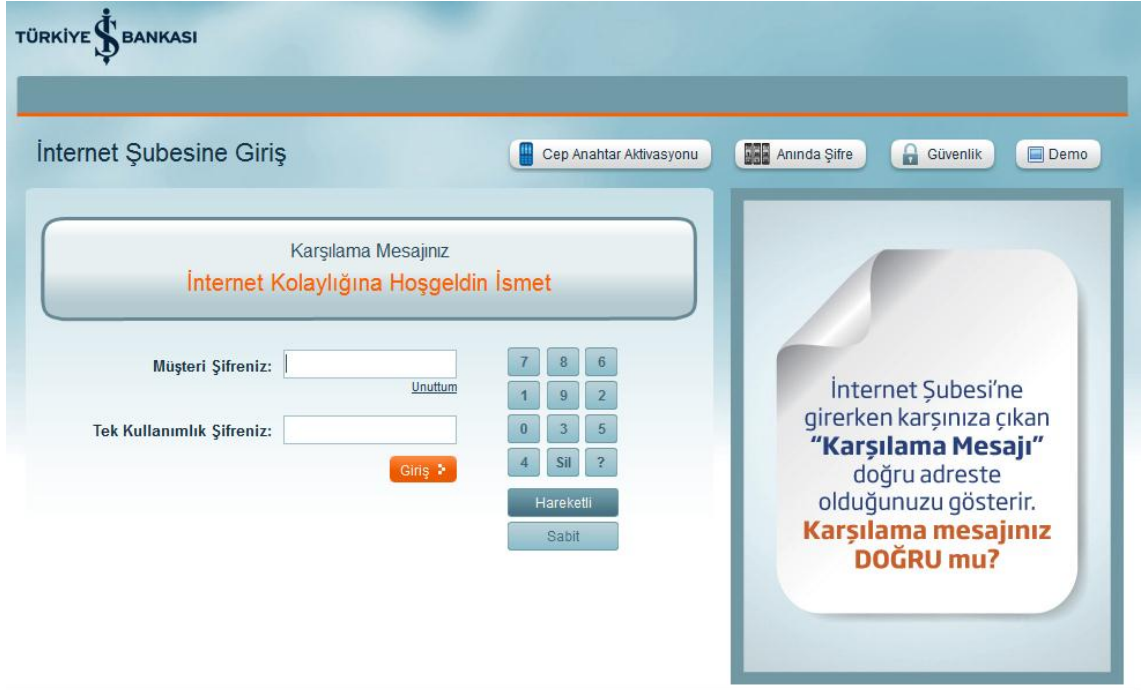 TÜRKİYE İŞ BANKASI
İnternet Şubesine Giriş
Cep Anahtar Aktivasyonu
Anında Şifre
Güvenlik
Demo
Karşılama Mesajınız
İnternet Kolaylığına Hoşgeldin İsmet
Müşteri Şifreniz:
Unuttum
Tek Kullanımlık Şifreniz:
Giriş
7 8 6
1 9 2
0 3 5
4 Sil ?
Hareketli
Sabit
İnternet Şubesi'ne
girerken karşınıza çıkan
“Karşılama Mesajı”
doğru adreste
olduğunuzu gösterir.
Karşılama mesajınız
DOĞRU mu?